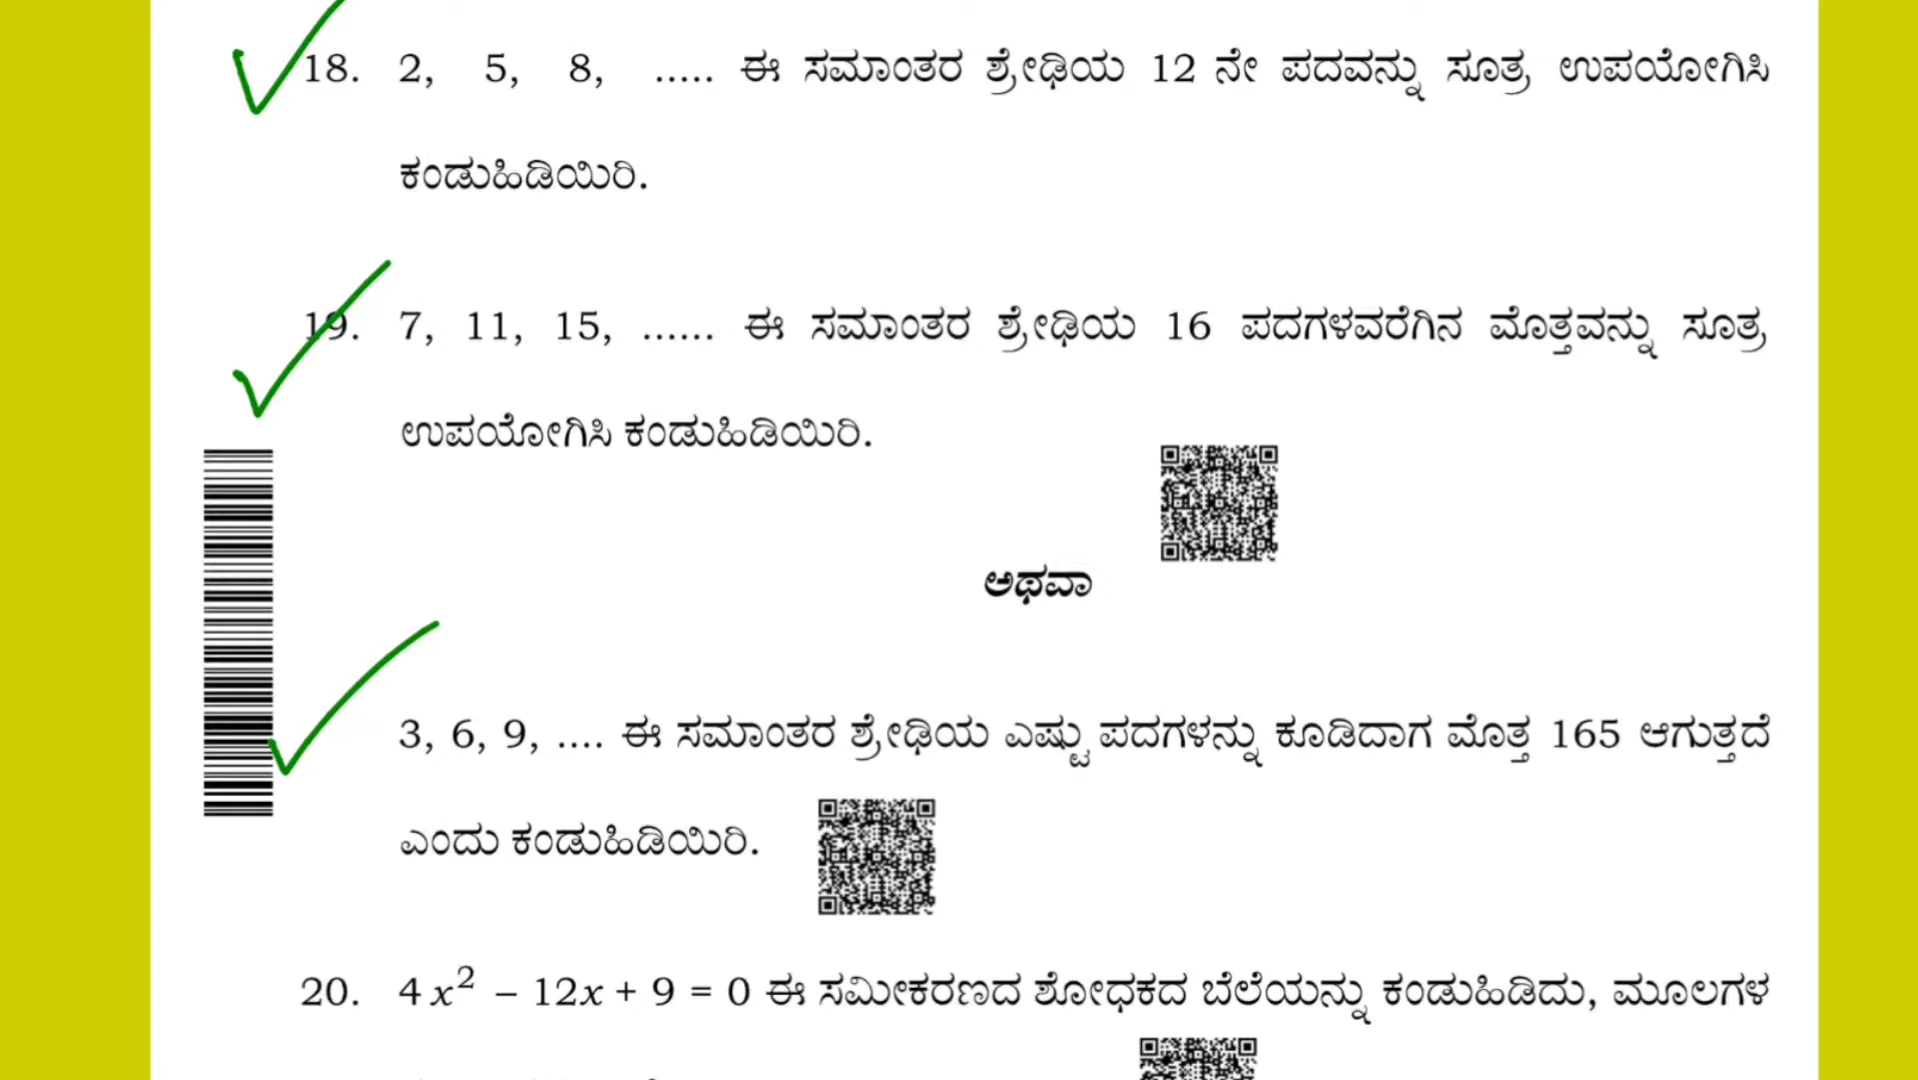 18. 2, 5, 8, ..... ಈ ಸಮಾಂತರ ಶ್ರೇಢಿಯ 12 ನೇ ಪದವನ್ನು ಸೂತ್ರ ಉಪಯೋಗಿಸಿ
ಕಂಡುಹಿಡಿಯಿರಿ.
19. 7, 11, 15, ...... ಈ ಸಮಾಂತರ ಶ್ರೇಢಿಯ 16 ಪದಗಳವರೆಗಿನ ಮೊತ್ತವನ್ನು ಸೂತ್ರ
ಉಪಯೋಗಿಸಿ ಕಂಡುಹಿಡಿಯಿರಿ.
ಅಥವಾ
3, 6, 9, .... ಈ ಸಮಾಂತರ ಶ್ರೇಢಿಯ ಎಷ್ಟು ಪದಗಳನ್ನು ಕೂಡಿದಾಗ ಮೊತ್ತ 165 ಆಗುತ್ತದೆ
ಎಂದು ಕಂಡುಹಿಡಿಯಿರಿ.
20. 4x² – 12x + 9 = 0 ಈ ಸಮೀಕರಣದ ಶೋಧಕದ ಬೆಲೆಯನ್ನು ಕಂಡುಹಿಡಿದು, ಮೂಲಗಳ